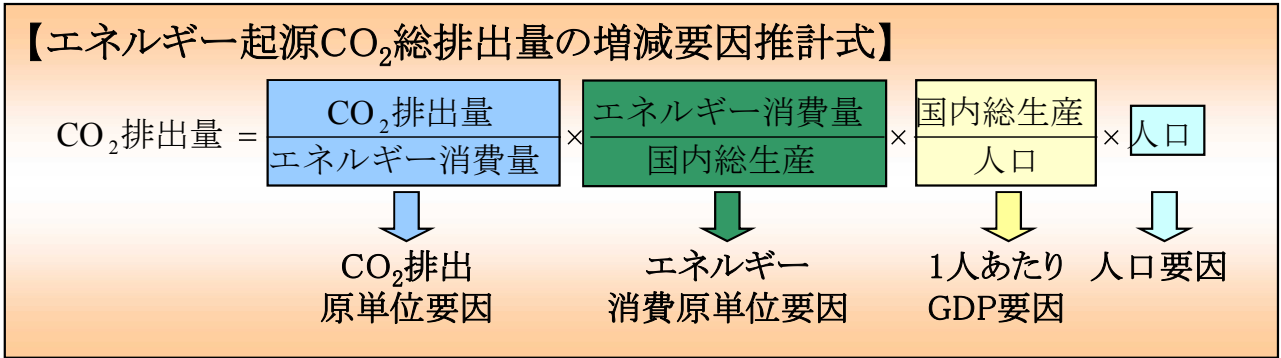 【エネルギー起源CO₂総排出量の増減要因推計式】
CO₂排出量 = CO₂排出量/エネルギー消費量 × エネルギー消費量/国内総生産 × 国内総生産/人口 × 人口
CO₂排出
原単位要因
エネルギー
消費原単位要因
1人あたり
GDP要因
人口要因